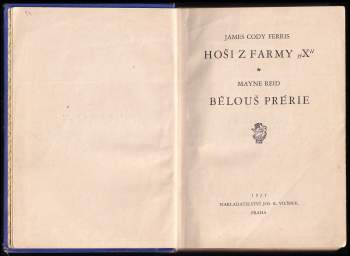 JAMES CODY FERRIS
HOŠI Z FARMY „X“
*
MAYNE REID
BĚLOUŠ PRÉRIE
NAKLADATELSTVÍ JOS. R. VILÍMEK
PRAHA